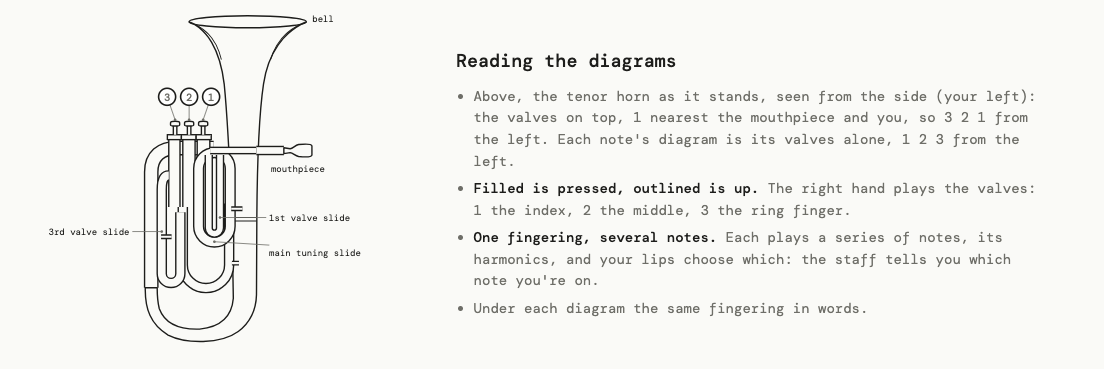 bell
3 2 1
mouthpiece
1st valve slide
3rd valve slide
main tuning slide
Reading the diagrams
• Above, the tenor horn as it stands, seen from the side (your left):
the valves on top, 1 nearest the mouthpiece and you, so 3 2 1 from
the left. Each note's diagram is its valves alone, 1 2 3 from the
left.
• Filled is pressed, outlined is up. The right hand plays the valves:
1 the index, 2 the middle, 3 the ring finger.
• One fingering, several notes. Each plays a series of notes, its
harmonics, and your lips choose which: the staff tells you which
note you're on.
• Under each diagram the same fingering in words.